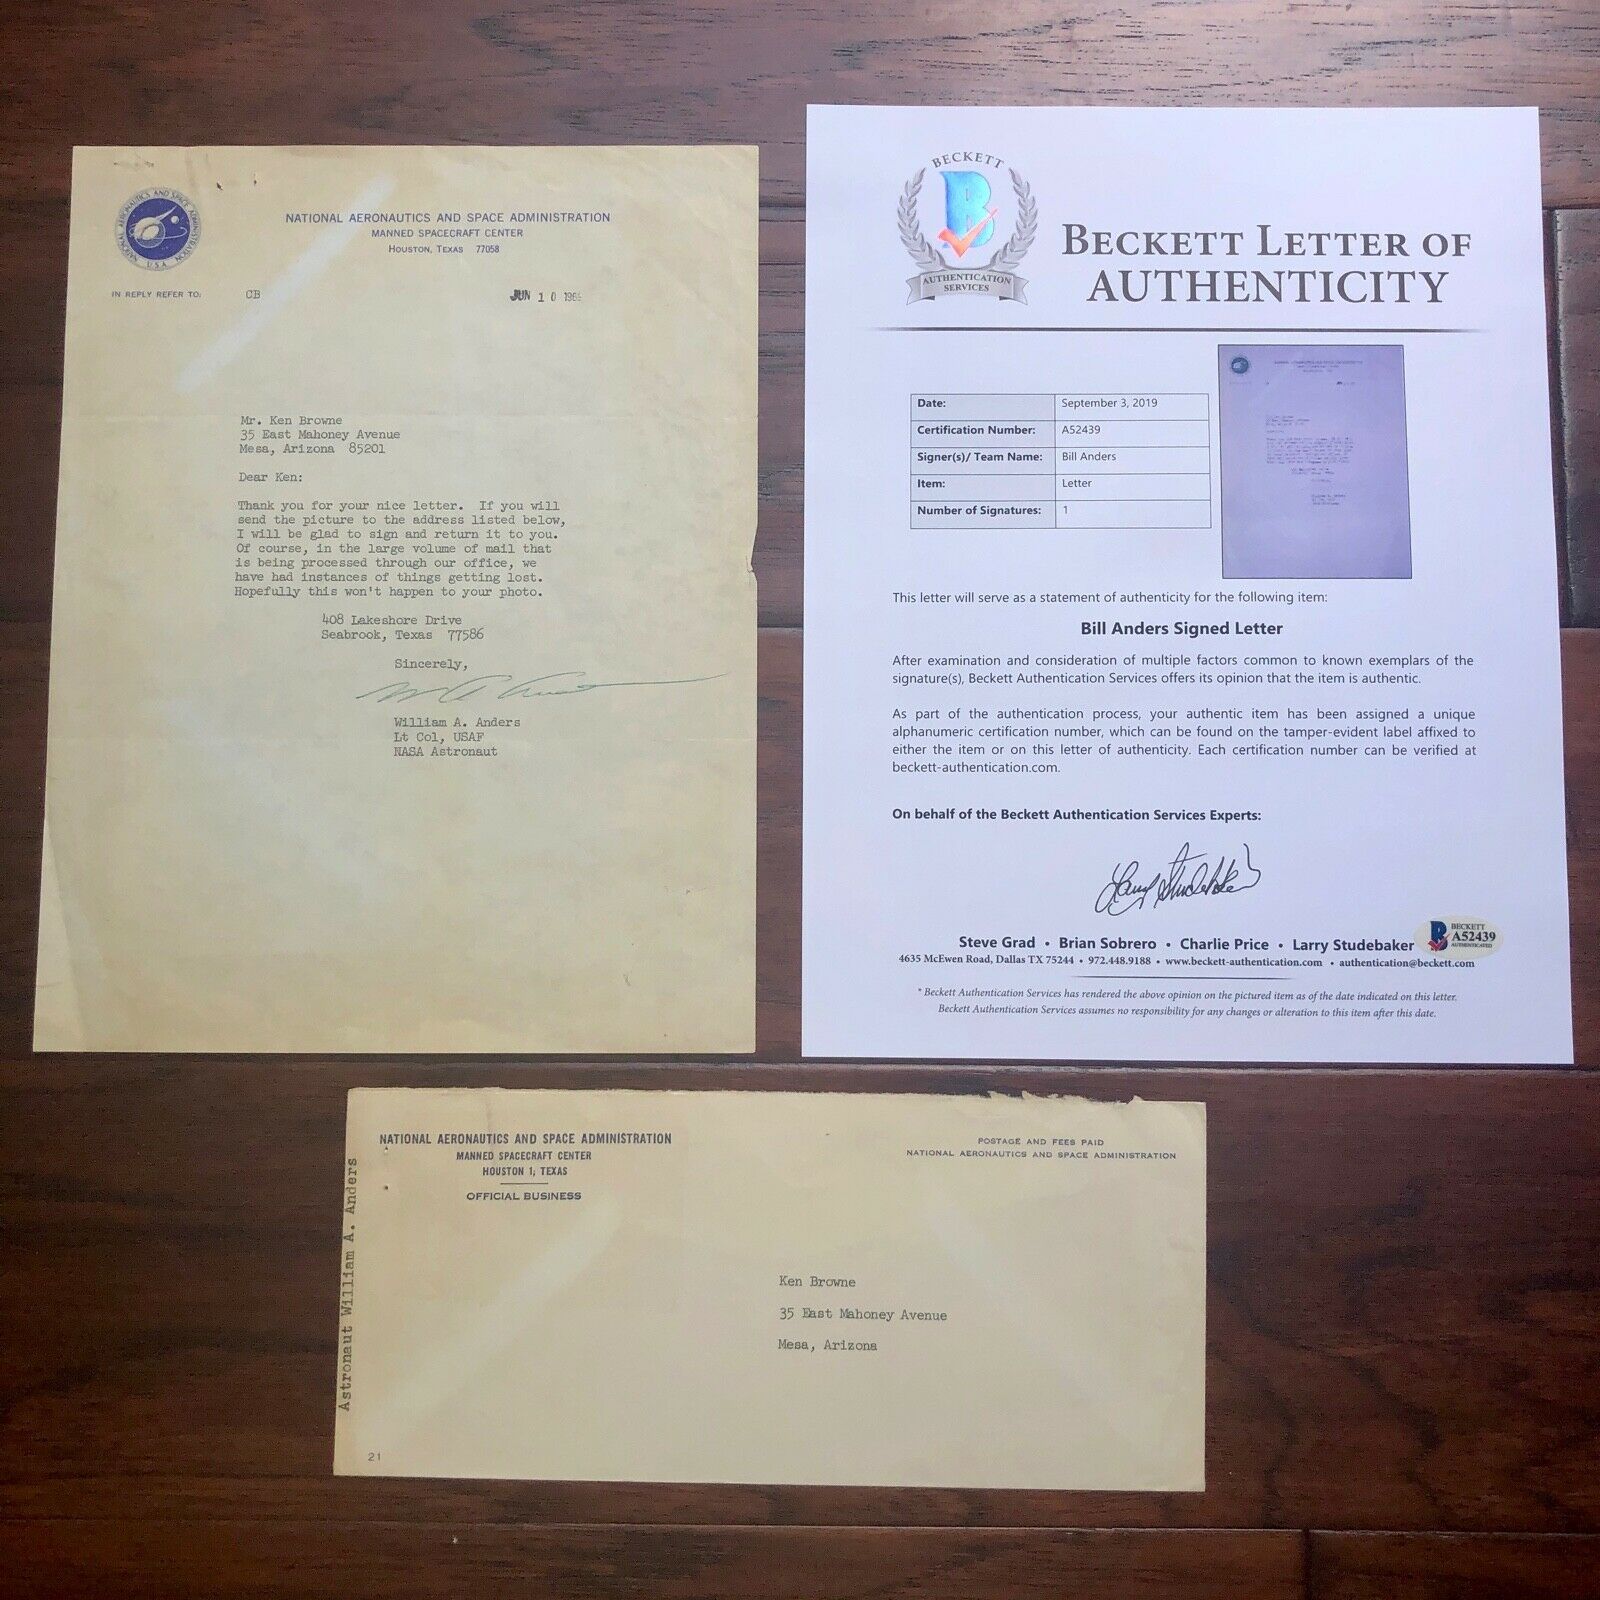 NATIONAL AERONAUTICS AND SPACE ADMINISTRATION
U.S.A.
NATIONAL AERONAUTICS AND SPACE ADMINISTRATION
MANNED SPACECRAFT CENTER
HOUSTON, TEXAS 77058
IN REPLY REFER TO: CB JUN 10 1969
Mr. Ken Browne
35 East Mahoney Avenue
Mesa, Arizona 85201
Dear Ken:
Thank you for your nice letter. If you will
send the picture to the address listed below,
I will be glad to sign and return it to you.
Of course, in the large volume of mail that
is being processed through our office, we
have had instances of things getting lost.
Hopefully this won't happen to your photo.
408 Lakeshore Drive
Seabrook, Texas 77586
Sincerely,
William A. Anders
Lt Col, USAF
NASA Astronaut
BECKETT
B
AUTHENTICATION
SERVICES
BECKETT LETTER OF
AUTHENTICITY
Date: September 3, 2019
Certification Number: A52439
Signer(s)/ Team Name: Bill Anders
Item: Letter
Number of Signatures: 1
This letter will serve as a statement of authenticity for the following item:
Bill Anders Signed Letter
After examination and consideration of multiple factors common to known exemplars of the
signature(s), Beckett Authentication Services offers its opinion that the item is authentic.
As part of the authentication process, your authentic item has been assigned a unique
alphanumeric certification number, which can be found on the tamper-evident label affixed to
either the item or on this letter of authenticity. Each certification number can be verified at
beckett-authentication.com.
On behalf of the Beckett Authentication Services Experts:
Larry Studebaker
Steve Grad • Brian Sobrero • Charlie Price • Larry Studebaker
4635 McEwen Road, Dallas TX 75244 • 972.448.9188 • www.beckett-authentication.com • authentication@beckett.com
B BECKETT
A52439
AUTHENTICATED
* Beckett Authentication Services has rendered the above opinion on the pictured item as of the date indicated on this letter.
Beckett Authentication Services assumes no responsibility for any changes or alteration to this item after this date.
NATIONAL AERONAUTICS AND SPACE ADMINISTRATION
MANNED SPACECRAFT CENTER
HOUSTON 1, TEXAS
OFFICIAL BUSINESS
POSTAGE AND FEES PAID
NATIONAL AERONAUTICS AND SPACE ADMINISTRATION
Astronaut William A. Anders
Ken Browne
35 East Mahoney Avenue
Mesa, Arizona
21